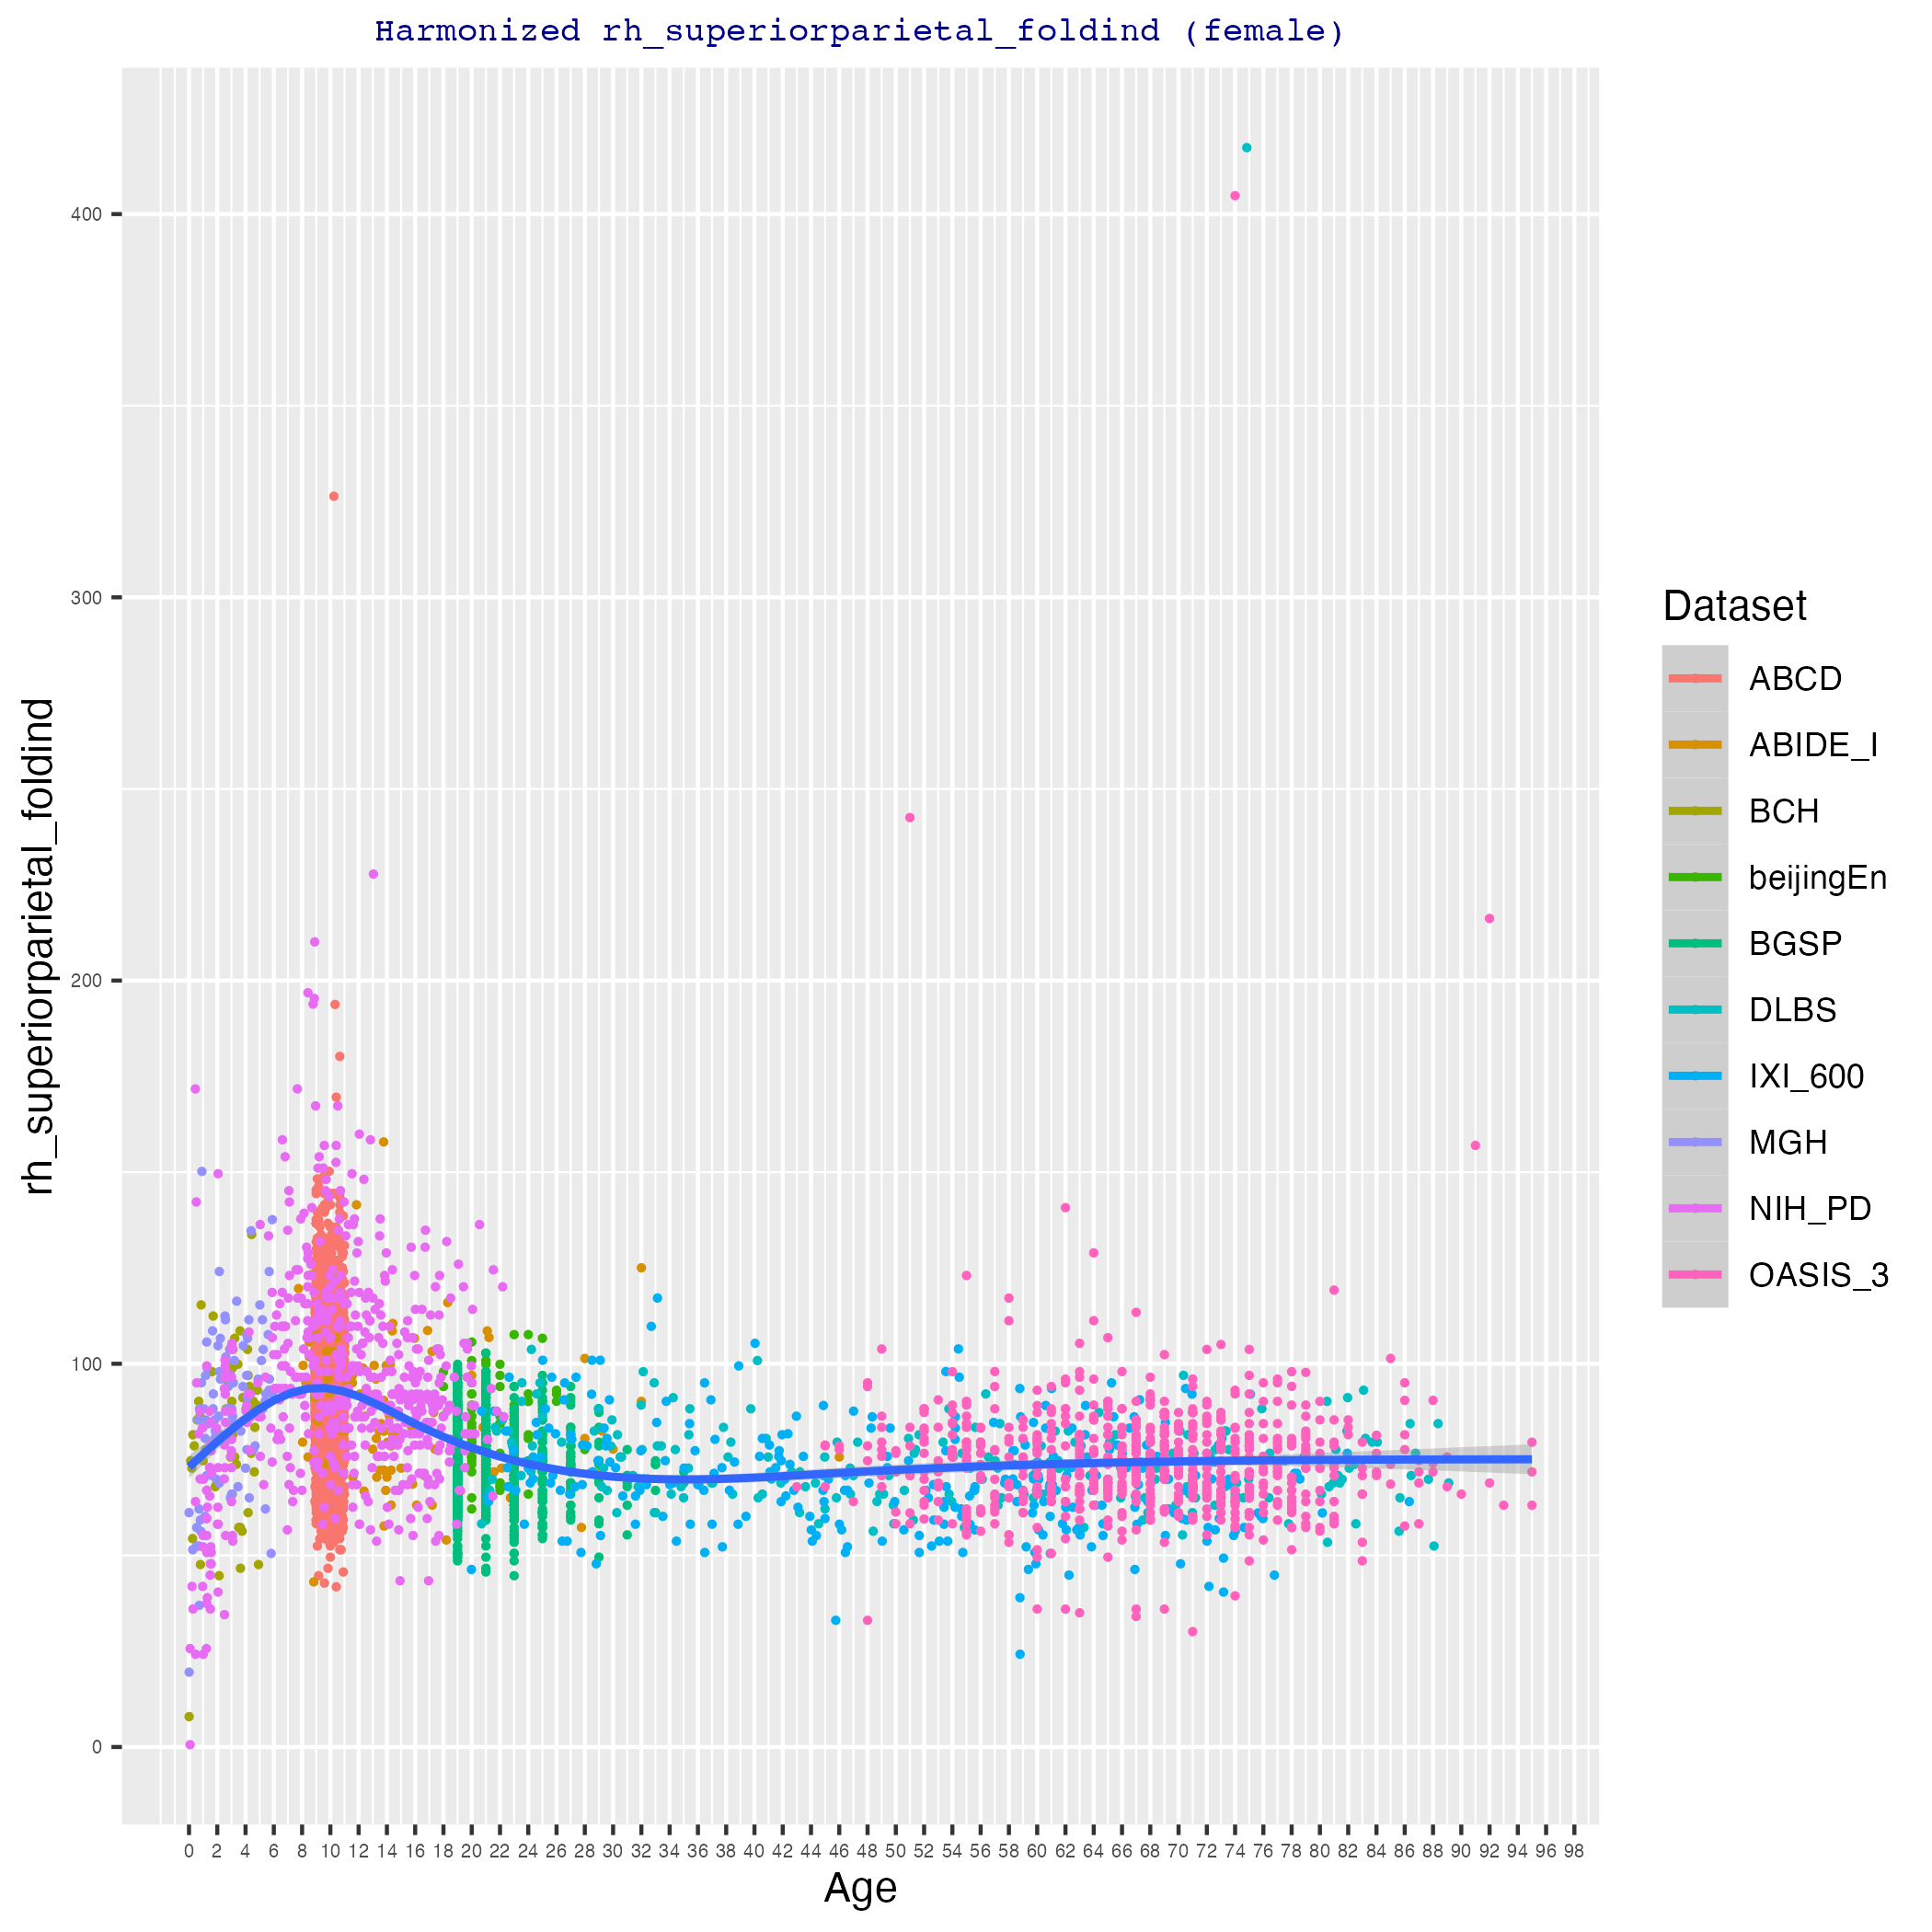 Harmonized rh_superiorparietal_foldind (female)
rh_superiorparietal_foldind
400
300
200
100
0
0 2 4 6 8 10 12 14 16 18 20 22 24 26 28 30 32 34 36 38 40 42 44 46 48 50 52 54 56 58 60 62 64 66 68 70 72 74 76 78 80 82 84 86 88 90 92 94 96 98
Age
Dataset
ABCD
ABIDE_I
BCH
beijingEn
BGSP
DLBS
IXI_600
MGH
NIH_PD
OASIS_3